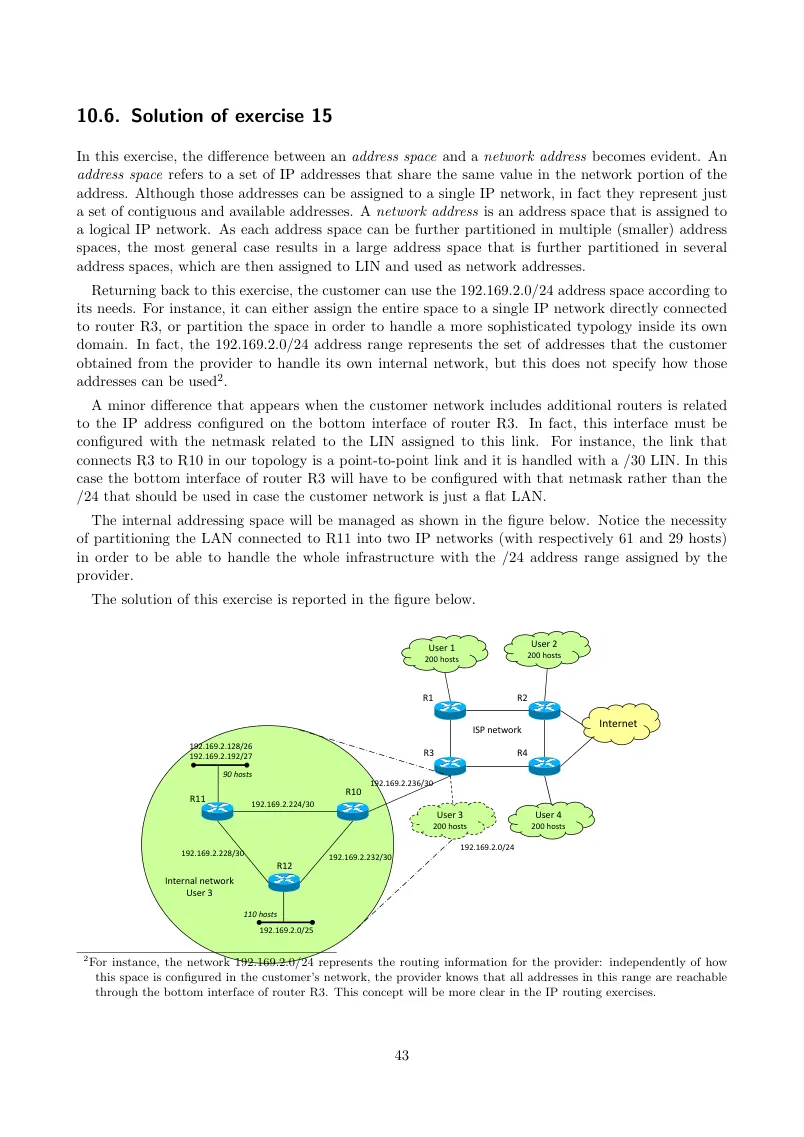 10.6. Solution of exercise 15
In this exercise, the difference between an address space and a network address becomes evident. An
address space refers to a set of IP addresses that share the same value in the network portion of the
address. Although those addresses can be assigned to a single IP network, in fact they represent just
a set of contiguous and available addresses. A network address is an address space that is assigned to
a logical IP network. As each address space can be further partitioned in multiple (smaller) address
spaces, the most general case results in a large address space that is further partitioned in several
address spaces, which are then assigned to LIN and used as network addresses.
Returning back to this exercise, the customer can use the 192.169.2.0/24 address space according to
its needs. For instance, it can either assign the entire space to a single IP network directly connected
to router R3, or partition the space in order to handle a more sophisticated typology inside its own
domain. In fact, the 192.169.2.0/24 address range represents the set of addresses that the customer
obtained from the provider to handle its own internal network, but this does not specify how those
addresses can be used2.
A minor difference that appears when the customer network includes additional routers is related
to the IP address configured on the bottom interface of router R3. In fact, this interface must be
configured with the netmask related to the LIN assigned to this link. For instance, the link that
connects R3 to R10 in our topology is a point-to-point link and it is handled with a /30 LIN. In this
case the bottom interface of router R3 will have to be configured with that netmask rather than the
/24 that should be used in case the customer network is just a flat LAN.
The internal addressing space will be managed as shown in the figure below. Notice the necessity
of partitioning the LAN connected to R11 into two IP networks (with respectively 61 and 29 hosts)
in order to be able to handle the whole infrastructure with the /24 address range assigned by the
provider.
The solution of this exercise is reported in the figure below.
User 1
200 hosts
User 2
200 hosts
R1
R2
Internet
ISP network
R3
R4
192.169.2.128/26
192.169.2.192/27
90 hosts
192.169.2.236/30
R10
R11
192.169.2.224/30
User 3
200 hosts
User 4
200 hosts
192.169.2.0/24
192.169.2.228/30
192.169.2.232/30
R12
Internal network
User 3
110 hosts
192.169.2.0/25
2For instance, the network 192.169.2.0/24 represents the routing information for the provider: independently of how
this space is configured in the customer's network, the provider knows that all addresses in this range are reachable
through the bottom interface of router R3. This concept will be more clear in the IP routing exercises.
43